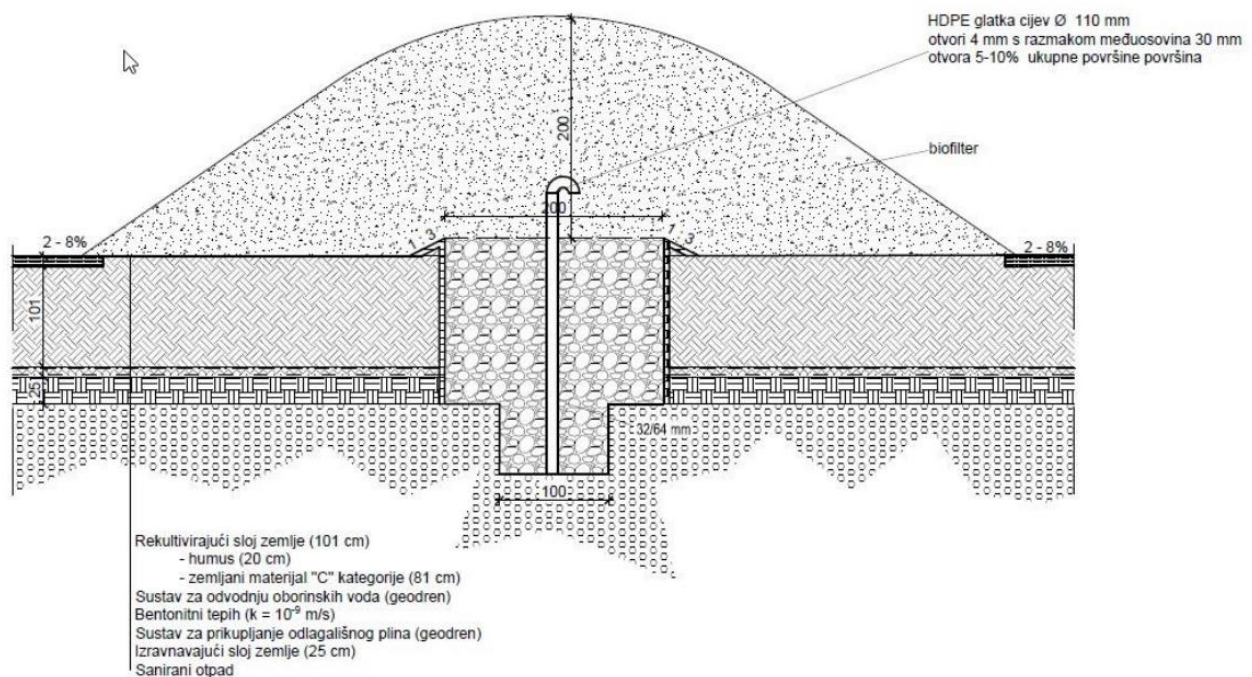 HDPE glatka cijev Ø 110 mm
otvori 4 mm s razmakom međuosovina 30 mm
otvora 5-10% ukupne površine površina
200
biofilter
200
1 3
1 3
2 - 8%
2 - 8%
101
25
32/64 mm
100
Rekultivirajući sloj zemlje (101 cm)
- humus (20 cm)
- zemljani materijal "C" kategorije (81 cm)
Sustav za odvodnju oborinskih voda (geodren)
Bentonitni tepih (k = 10⁻⁹ m/s)
Sustav za prikupljanje odlagališnog plina (geodren)
Izravnavajući sloj zemlje (25 cm)
Sanirani otpad